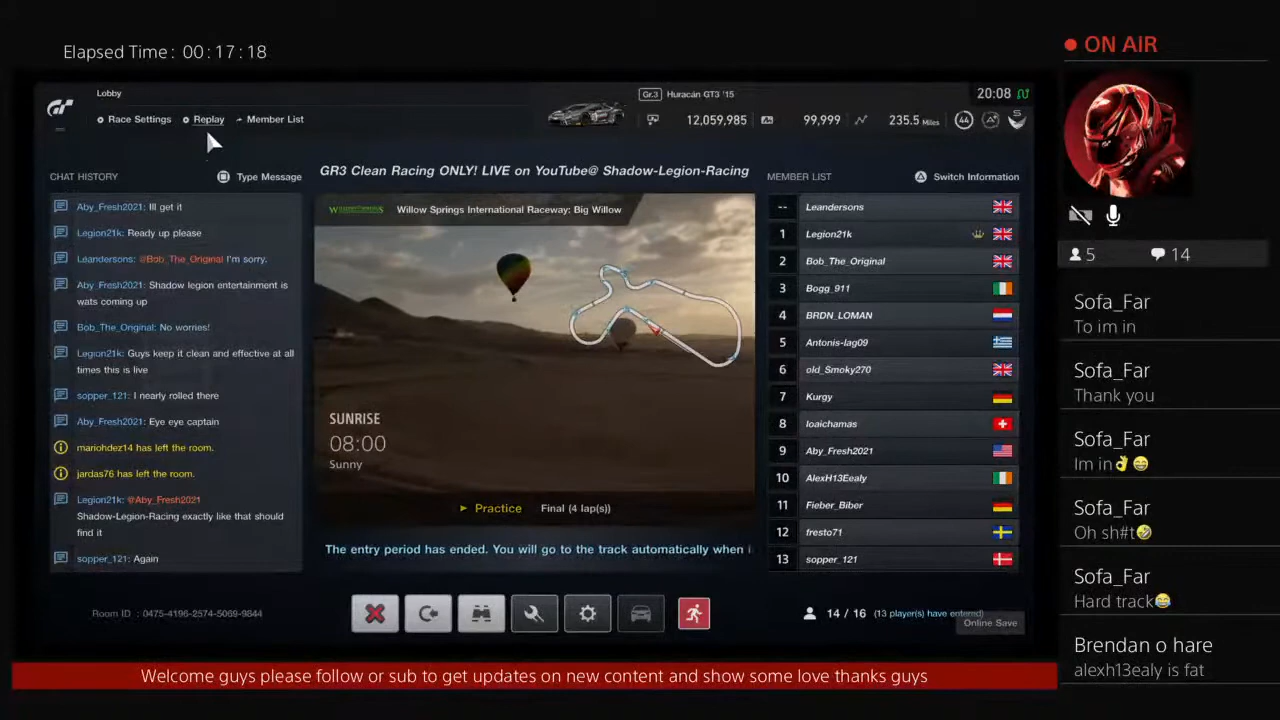 Elapsed Time: 00:17:18
ON AIR
Lobby
Gr.3 Huracán GT3 '15
20:08
Race Settings
Replay
Member List
12,059,985
99,999
235.5 Miles
44
S
CHAT HISTORY
Type Message
GR3 Clean Racing ONLY! LIVE on YouTube@ Shadow-Legion-Racing
MEMBER LIST
Switch Information
Aby_Fresh2021: Ill get it
Legion21k: Ready up please
Leandersons: @Bob_The_Original I'm sorry.
Aby_Fresh2021: Shadow legion entertainment is
wats coming up
Bob_The_Original: No worries!
Legion21k: Guys keep it clean and effective at all
times this is live
sopper_121: I nearly rolled there
Aby_Fresh2021: Eye eye captain
mariohdez14 has left the room.
jardas76 has left the room.
Legion21k: @Aby_Fresh2021
Shadow-Legion-Racing exactly like that should
find it
sopper_121: Again
Willow Springs International Raceway: Big Willow
SUNRISE
08:00
Sunny
Practice
Final (4 lap(s))
The entry period has ended. You will go to the track automatically when i
-- Leandersons
1 Legion21k
2 Bob_The_Original
3 Bogg_911
4 BRDN_LOMAN
5 Antonis-lag09
6 old_Smoky270
7 Kurgy
8 loaichamas
9 Aby_Fresh2021
10 AlexH13Eealy
11 Fieber_Biber
12 fresto71
13 sopper_121
Room ID : 0475-4196-2574-5069-9844
14 / 16 (13 player(s) have entered)
Online Save
Welcome guys please follow or sub to get updates on new content and show some love thanks guys
5
14
Sofa_Far
To im in
Sofa_Far
Thank you
Sofa_Far
Im in👌😄
Sofa_Far
Oh sh#t🤣
Sofa_Far
Hard track😂
Brendan o hare
alexh13ealy is fat